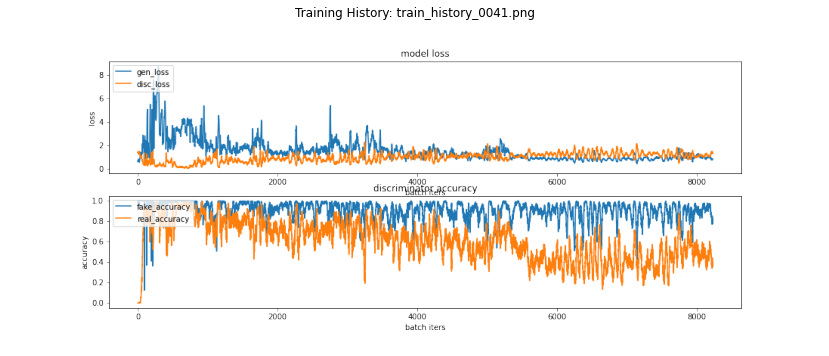 Training History: train_history_0041.png
model loss
gen_loss
disc_loss
loss
8
6
4
2
0
0 2000 4000 6000 8000
batch iters
discriminator accuracy
fake_accuracy
real_accuracy
accuracy
1.0
0.8
0.6
0.4
0.2
0.0
0 2000 4000 6000 8000
batch iters